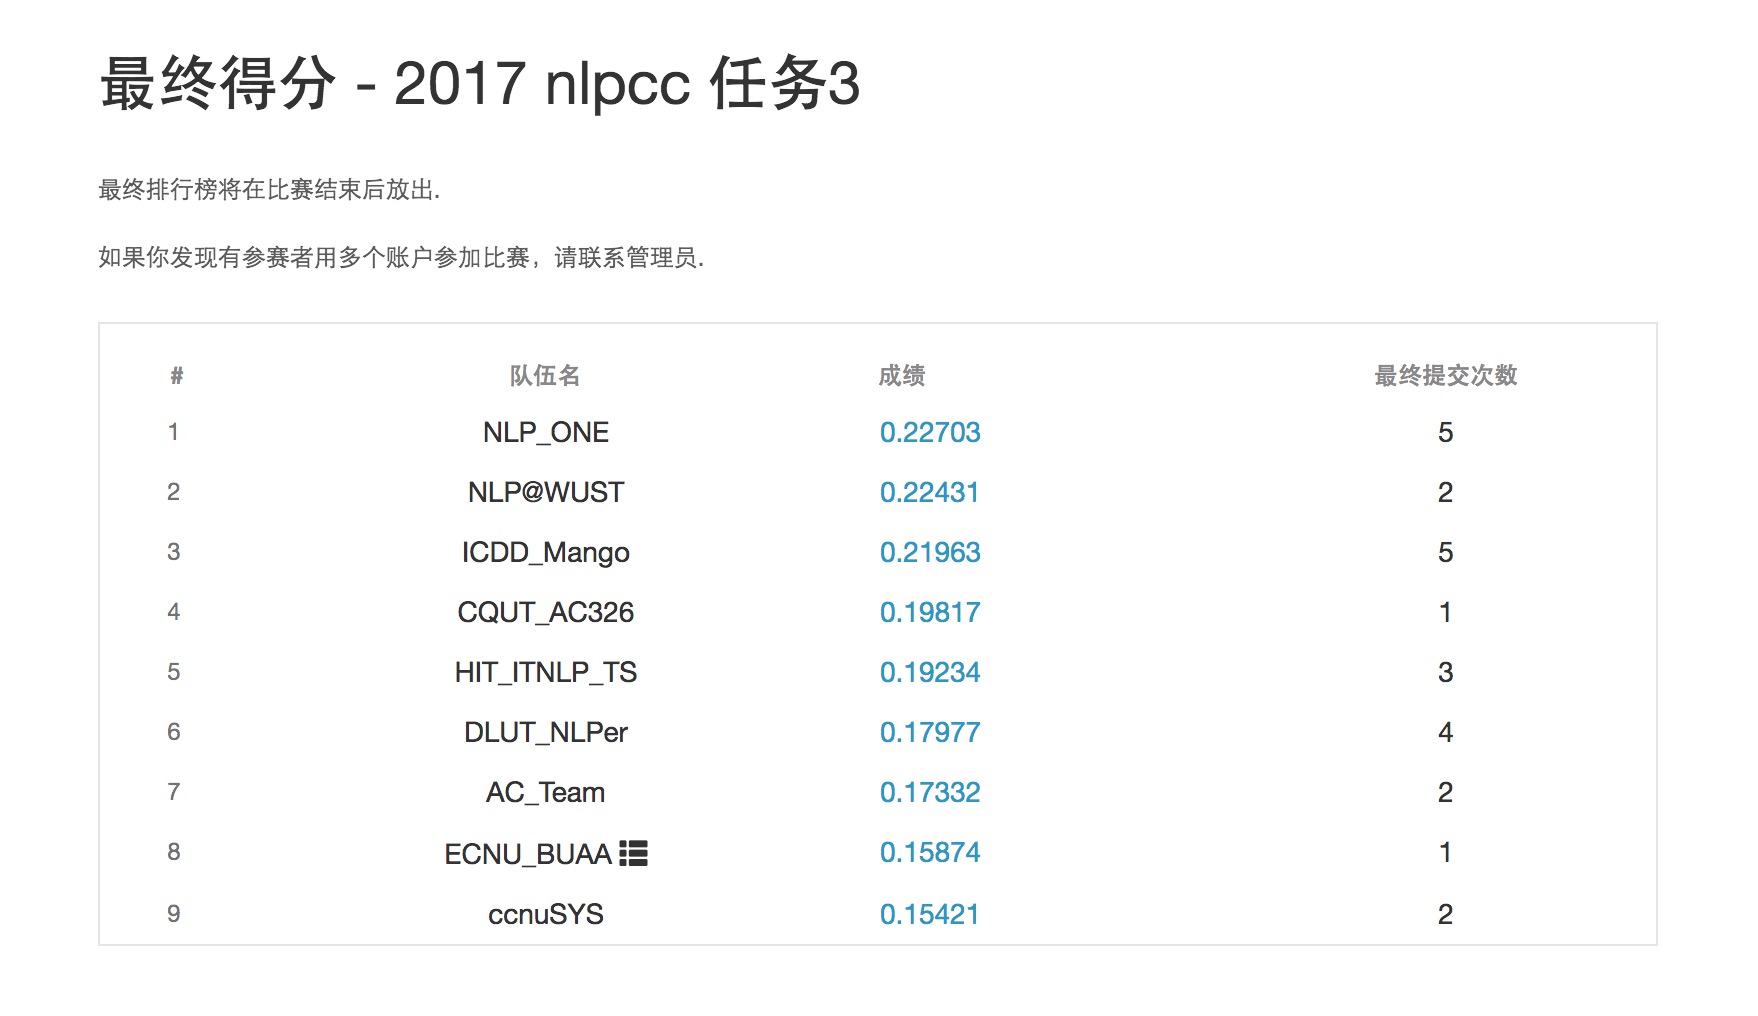 最终得分 - 2017 nlpcc 任务3
最终排行榜将在比赛结束后放出.
如果你发现有参赛者用多个账户参加比赛，请联系管理员.
# 队伍名 成绩 最终提交次数
1 NLP_ONE 0.22703 5
2 NLP@WUST 0.22431 2
3 ICDD_Mango 0.21963 5
4 CQUT_AC326 0.19817 1
5 HIT_ITNLP_TS 0.19234 3
6 DLUT_NLPer 0.17977 4
7 AC_Team 0.17332 2
8 ECNU_BUAA 0.15874 1
9 ccnuSYS 0.15421 2